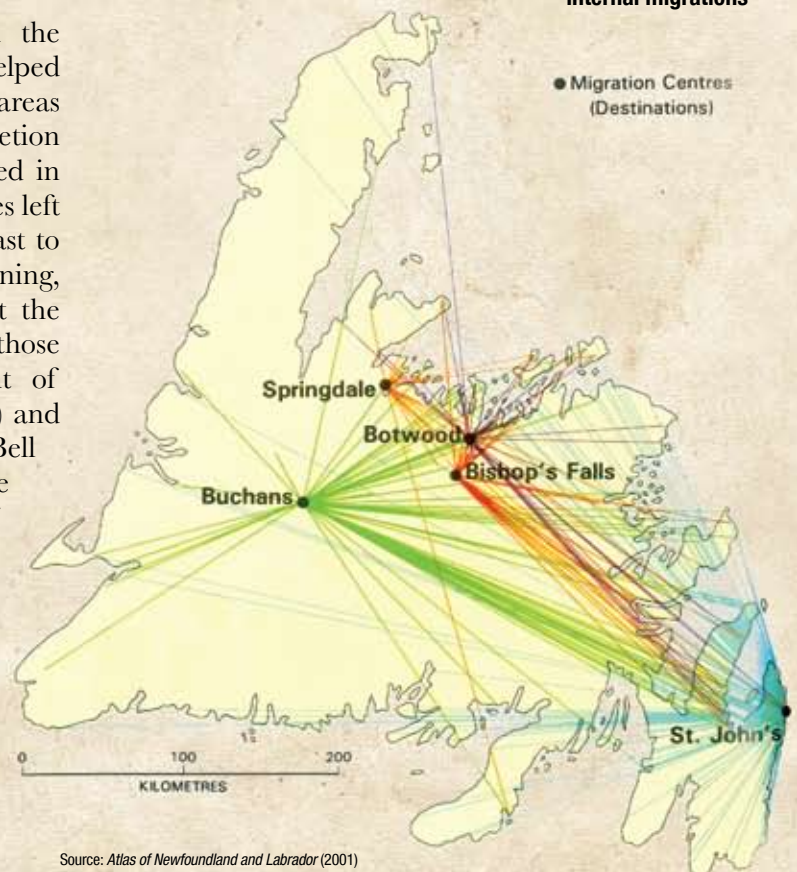 Internal migrations
the
elped
areas
etion
ed in
es left
ast to
ning,
t the
those
t of
) and
Bell
e
● Migration Centres
(Destinations)
Springdale
Botwood
Bishop's Falls
Buchans
St. John's
0 100 200
KILOMETRES
Source: Atlas of Newfoundland and Labrador (2001)